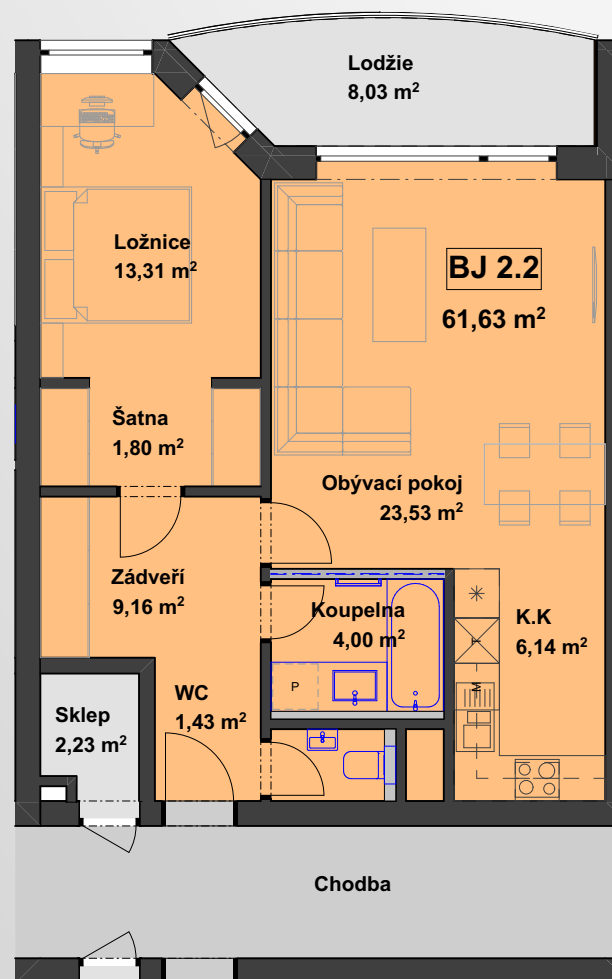 Lodžie
8,03 m²
Ložnice
13,31 m²
BJ 2.2
61,63 m²
Šatna
1,80 m²
Obývací pokoj
23,53 m²
Zádveří
9,16 m²
Koupelna
4,00 m²
K.K
6,14 m²
P
T
M
WC
1,43 m²
Sklep
2,23 m²
Chodba